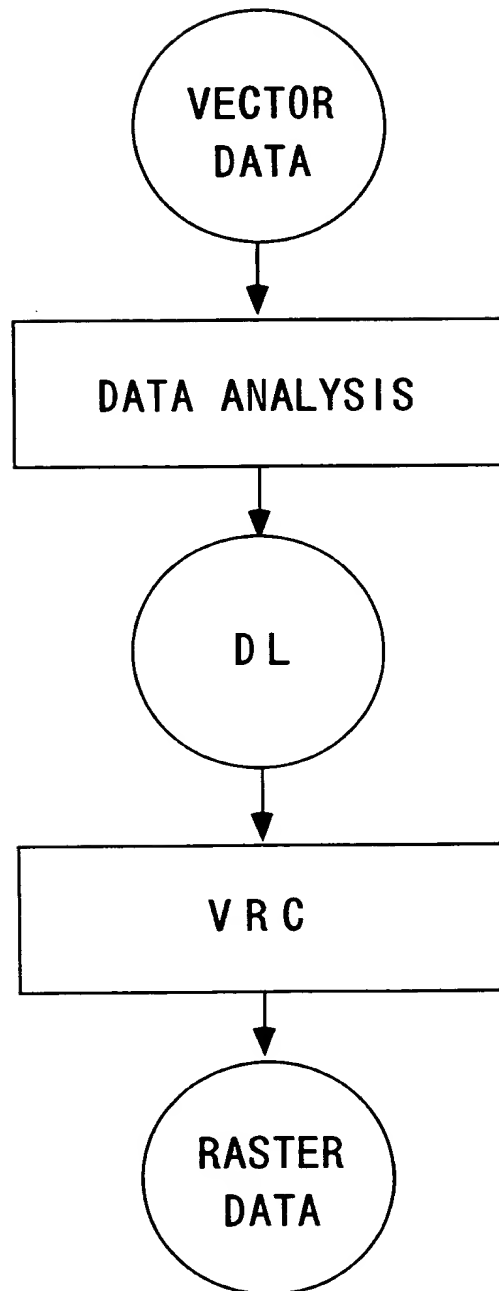 VECTOR
DATA
DATA ANALYSIS
DL
VRC
RASTER
DATA